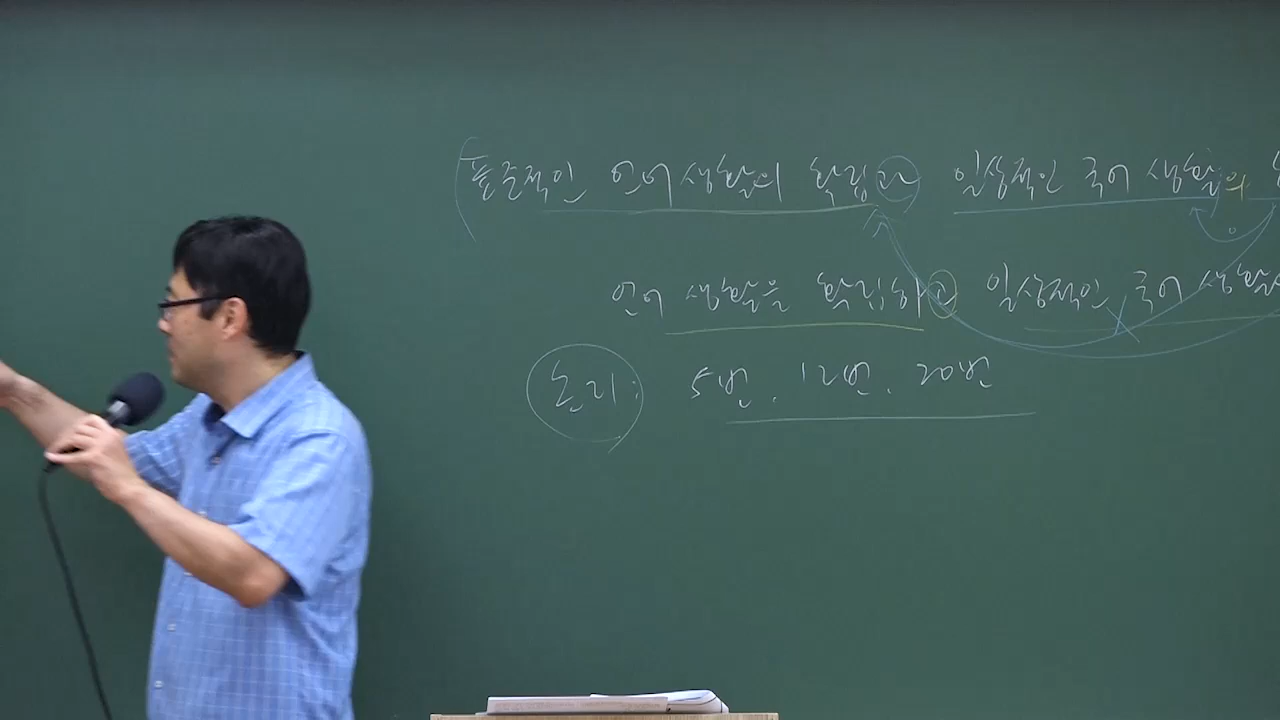 (표준적인 언어생활의 확립과 일상적인 국어 생활의
언어 생활을 확립하고 일상적인 국어 생활
논리: 5번, 12번, 20번